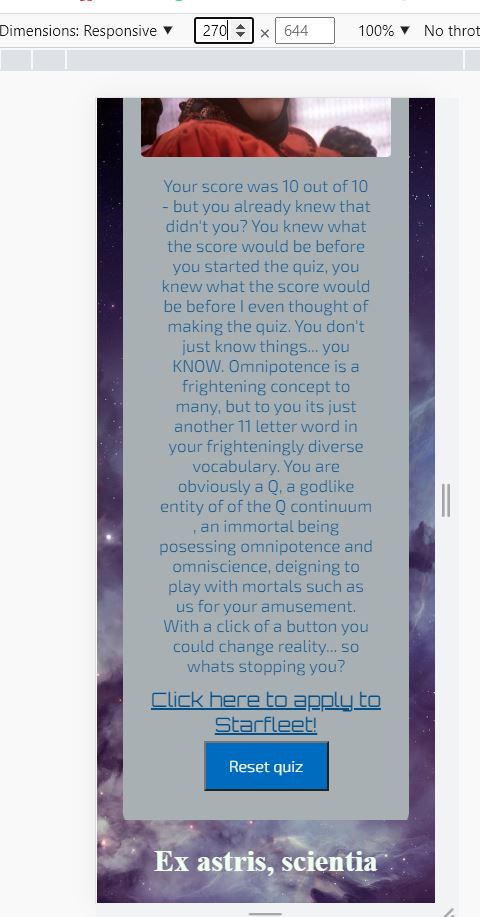 Dimensions: Responsive ▼ 270 × 644 100% ▼ No throt
Your score was 10 out of 10
- but you already knew that
didn't you? You knew what
the score would be before
you started the quiz, you
knew what the score would
be before I even thought of
making the quiz. You don't
just know things... you
KNOW. Omnipotence is a
frightening concept to
many, but to you its just
another 11 letter word in
your frighteningly diverse
vocabulary. You are
obviously a Q, a godlike
entity of of the Q continuum
, an immortal being
posessing omnipotence and
omniscience, deigning to
play with mortals such as
us for your amusement.
With a click of a button you
could change reality... so
whats stopping you?
Click here to apply to
Starfleet!
Reset quiz
Ex astris, scientia